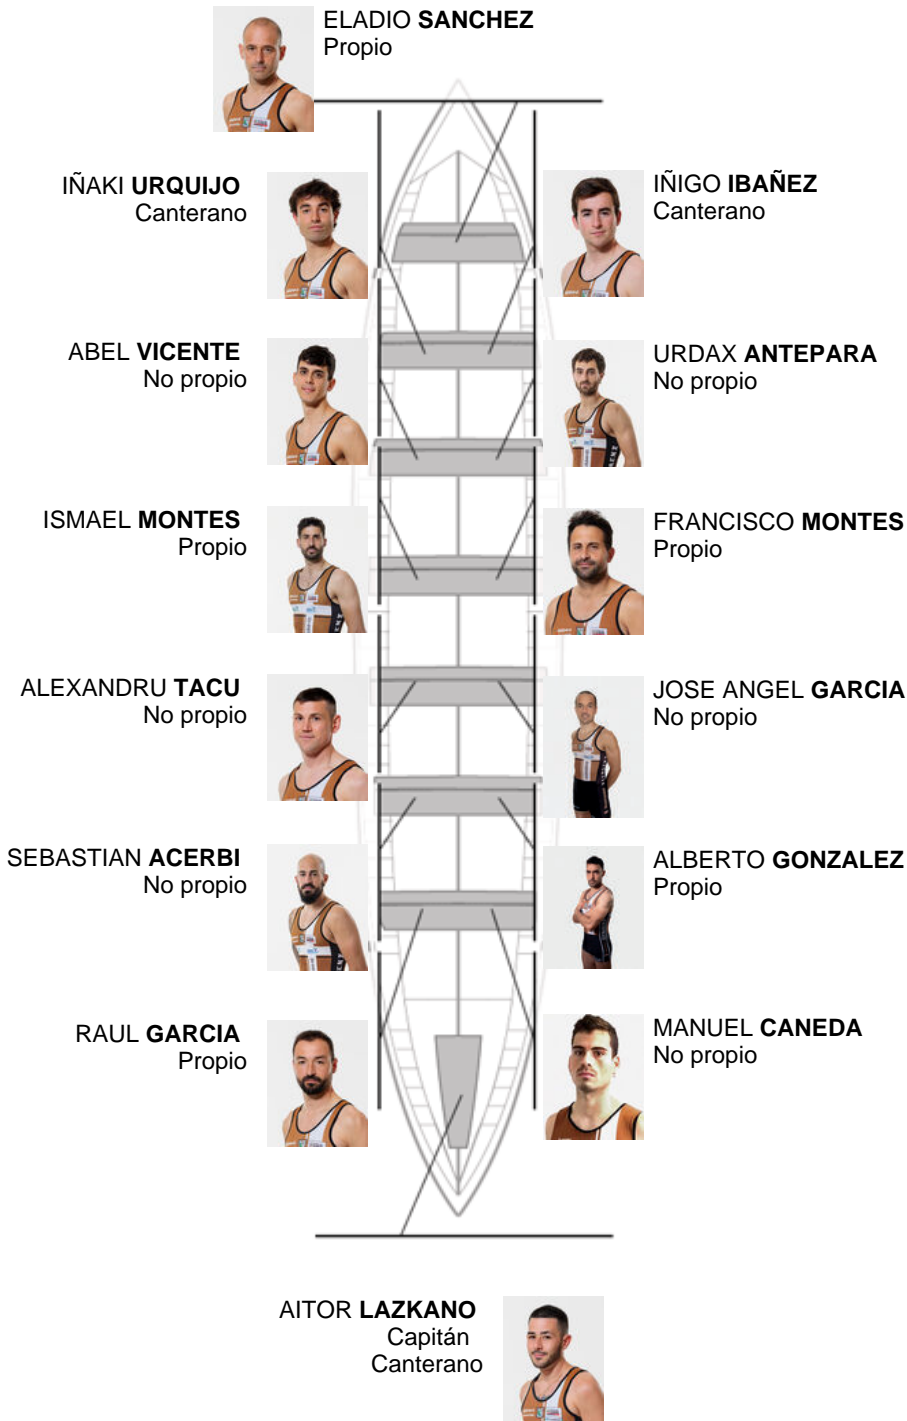 ELADIO SANCHEZ
Propio
IÑAKI URQUIJO
Canterano
IÑIGO IBAÑEZ
Canterano
ABEL VICENTE
No propio
URDAX ANTEPARA
No propio
ISMAEL MONTES
Propio
FRANCISCO MONTES
Propio
ALEXANDRU TACU
No propio
JOSE ANGEL GARCIA
No propio
SEBASTIAN ACERBI
No propio
ALBERTO GONZALEZ
Propio
RAUL GARCIA
Propio
MANUEL CANEDA
No propio
AITOR LAZKANO
Capitán
Canterano